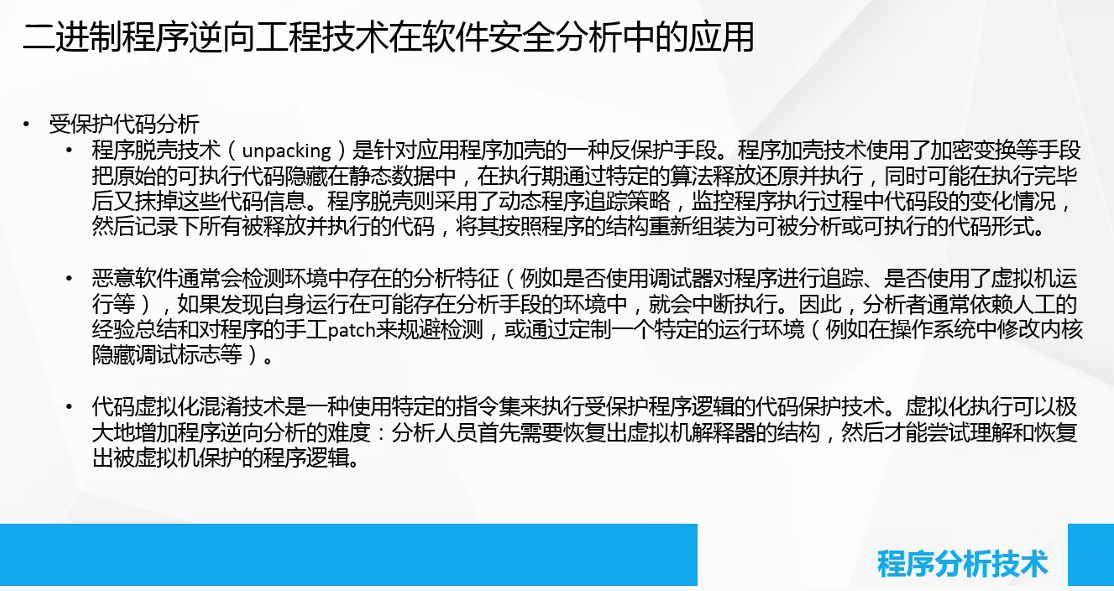 二进制程序逆向工程技术在软件安全分析中的应用
• 受保护代码分析
• 程序脱壳技术（unpacking）是针对应用程序加壳的一种反保护手段。程序加壳技术使用了加密变换等手段
把原始的可执行代码隐藏在静态数据中，在执行期通过特定的算法释放还原并执行，同时可能在执行完毕
后又抹掉这些代码信息。程序脱壳则采用了动态程序追踪策略，监控程序执行过程中代码段的变化情况，
然后记录下所有被释放并执行的代码，将其按照程序的结构重新组装为可被分析或可执行的代码形式。
• 恶意软件通常会检测环境中存在的分析特征（例如是否使用调试器对程序进行追踪、是否使用了虚拟机运
行等），如果发现自身运行在可能存在分析手段的环境中，就会中断执行。因此，分析者通常依赖人工的
经验总结和对程序的手工patch来规避检测，或通过定制一个特定的运行环境（例如在操作系统中修改内核
隐藏调试标志等）。
• 代码虚拟化混淆技术是一种使用特定的指令集来执行受保护程序逻辑的代码保护技术。虚拟化执行可以极
大地增加程序逆向分析的难度：分析人员首先需要恢复出虚拟机解释器的结构，然后才能尝试理解和恢复
出被虚拟机保护的程序逻辑。
程序分析技术